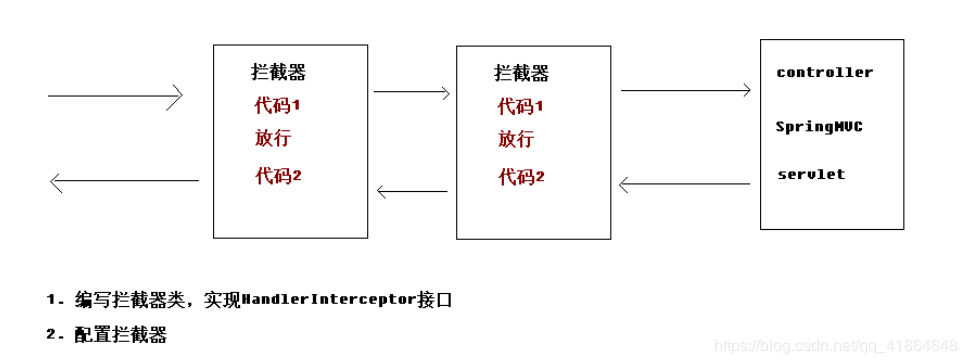 拦截器
代码1
放行
代码2
拦截器
代码1
放行
代码2
controller
SpringMVC
servlet
1. 编写拦截器类，实现HandlerInterceptor接口
2. 配置拦截器
https://blog.csdn.net/qq_41864648